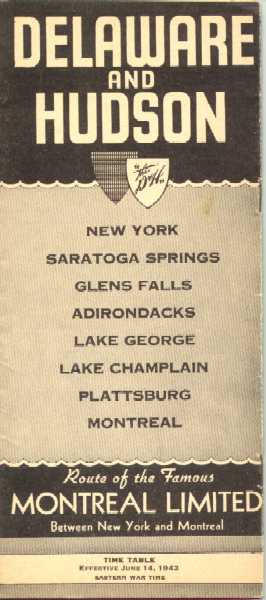 DELAWARE
AND
HUDSON
The
D&H
NEW YORK
SARATOGA SPRINGS
GLENS FALLS
ADIRONDACKS
LAKE GEORGE
LAKE CHAMPLAIN
PLATTSBURG
MONTREAL
Route of the Famous
MONTREAL LIMITED
Between New York and Montreal
TIME TABLE
EFFECTIVE JUNE 14, 1943
EASTERN WAR TIME